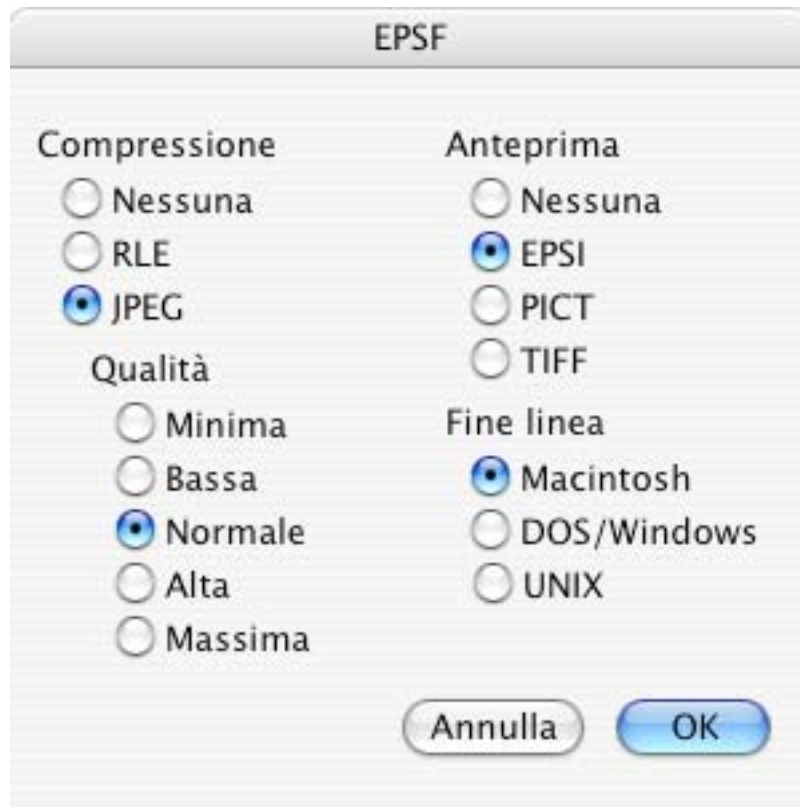 EPSF
Compressione
Nessuna
RLE
JPEG
Qualità
Minima
Bassa
Normale
Alta
Massima
Anteprima
Nessuna
EPSI
PICT
TIFF
Fine linea
Macintosh
DOS/Windows
UNIX
Annulla
OK